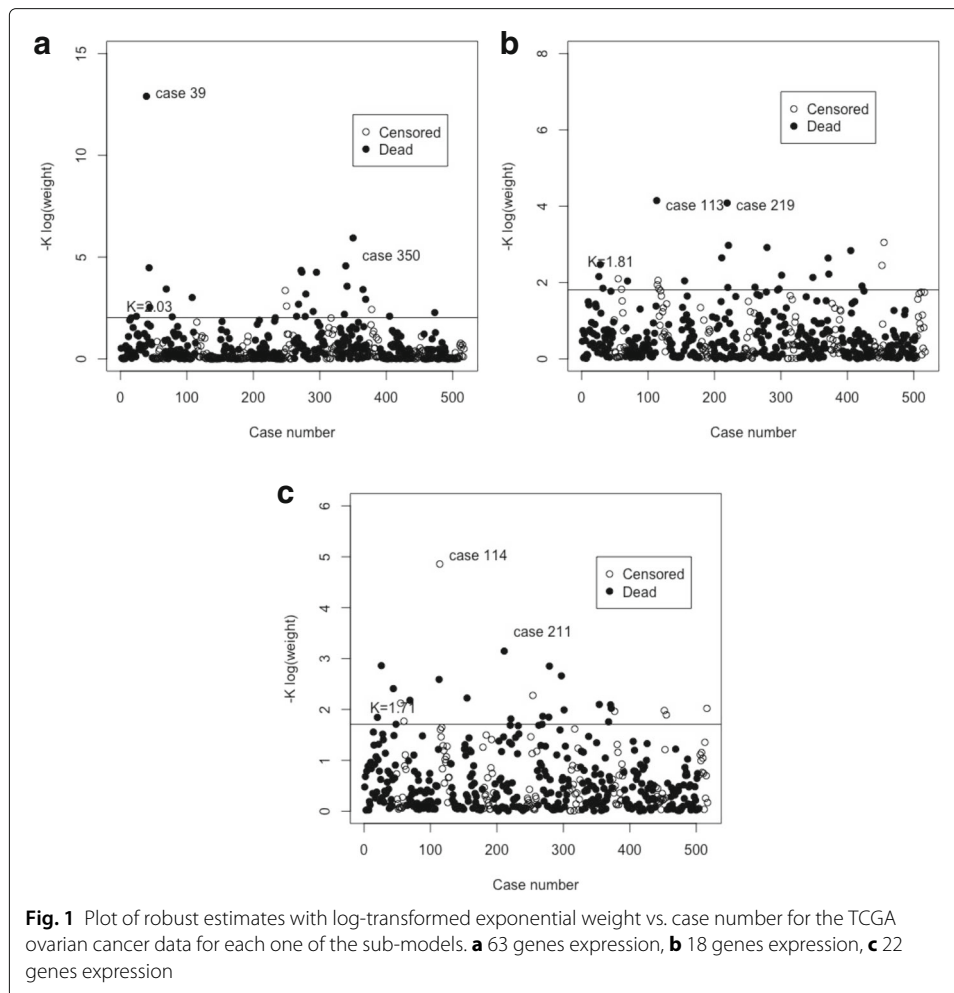 a
15
10
5
0
-K log(weight)
case 39
Censored
Dead
case 350
K=2.03
0 100 200 300 400 500
Case number
b
8
6
4
2
0
-K log(weight)
Censored
Dead
case 113
case 219
K=1.81
0 100 200 300 400 500
Case number
c
6
5
4
3
2
1
0
-K log(weight)
case 114
Censored
Dead
case 211
K=1.71
0 100 200 300 400 500
Case number
Fig. 1 Plot of robust estimates with log-transformed exponential weight vs. case number for the TCGA
ovarian cancer data for each one of the sub-models. a 63 genes expression, b 18 genes expression, c 22
genes expression